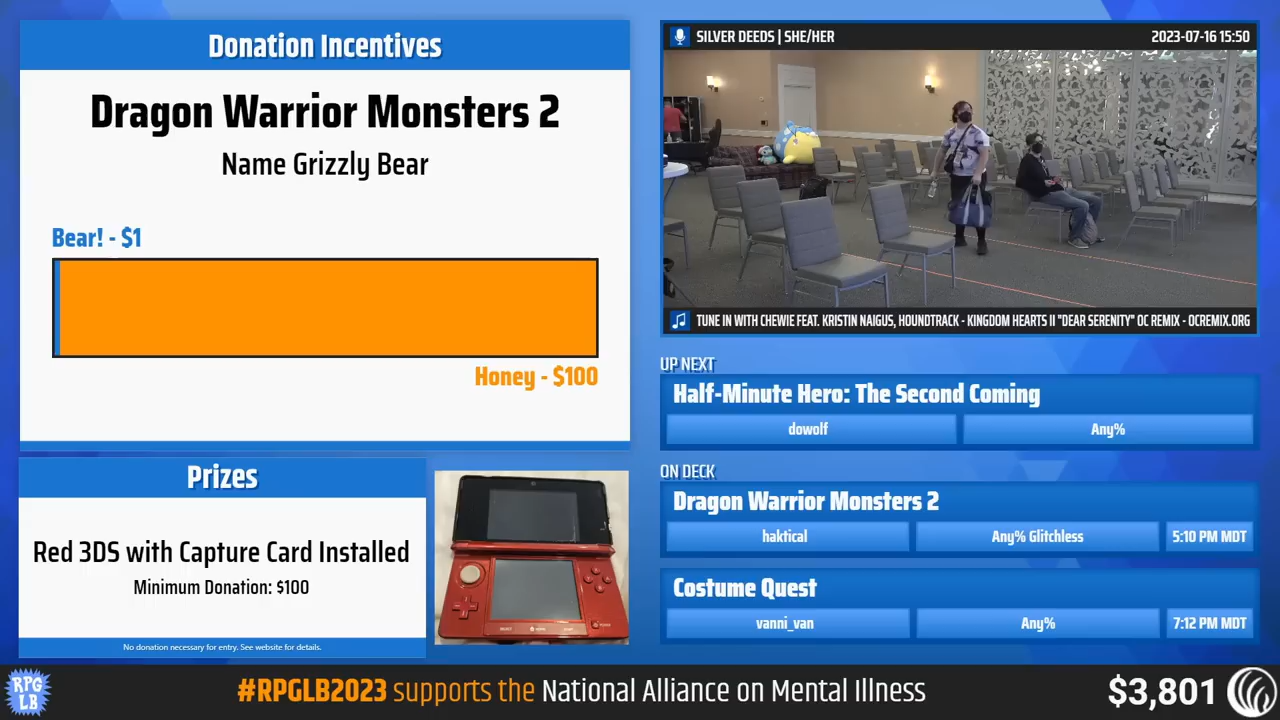 Donation Incentives
Dragon Warrior Monsters 2
Name Grizzly Bear
Bear! - $1
Honey - $100
Prizes
Red 3DS with Capture Card Installed
Minimum Donation: $100
No donation necessary for entry. See website for details.
SILVER DEEDS | SHE/HER
2023-07-16 15:50
TUNE IN WITH CHEWIE FEAT. KRISTIN NAIGUS, HOUNDTRACK - KINGDOM HEARTS II "DEAR SERENITY" OC REMIX - OCREMIX.ORG
UP NEXT
Half-Minute Hero: The Second Coming
dowolf
Any%
ON DECK
Dragon Warrior Monsters 2
haktical
Any% Glitchless
5:10 PM MDT
Costume Quest
vanni_van
Any%
7:12 PM MDT
RPG
LB
#RPGLB2023 supports the National Alliance on Mental Illness
$3,801